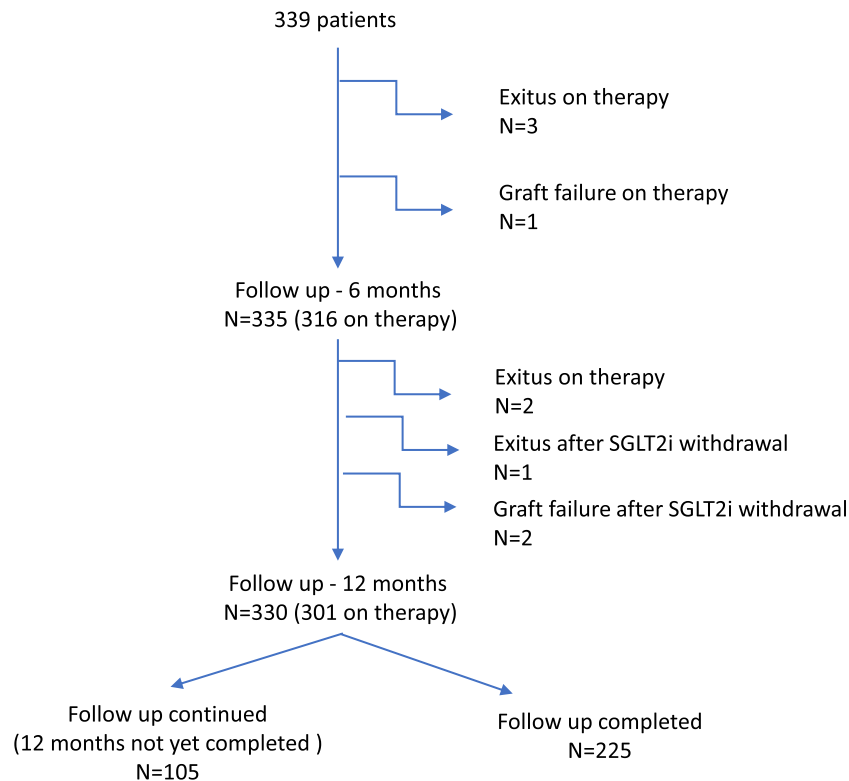 339 patients
Exitus on therapy
N=3
Graft failure on therapy
N=1
Follow up - 6 months
N=335 (316 on therapy)
Exitus on therapy
N=2
Exitus after SGLT2i withdrawal
N=1
Graft failure after SGLT2i withdrawal
N=2
Follow up - 12 months
N=330 (301 on therapy)
Follow up continued
(12 months not yet completed )
N=105
Follow up completed
N=225